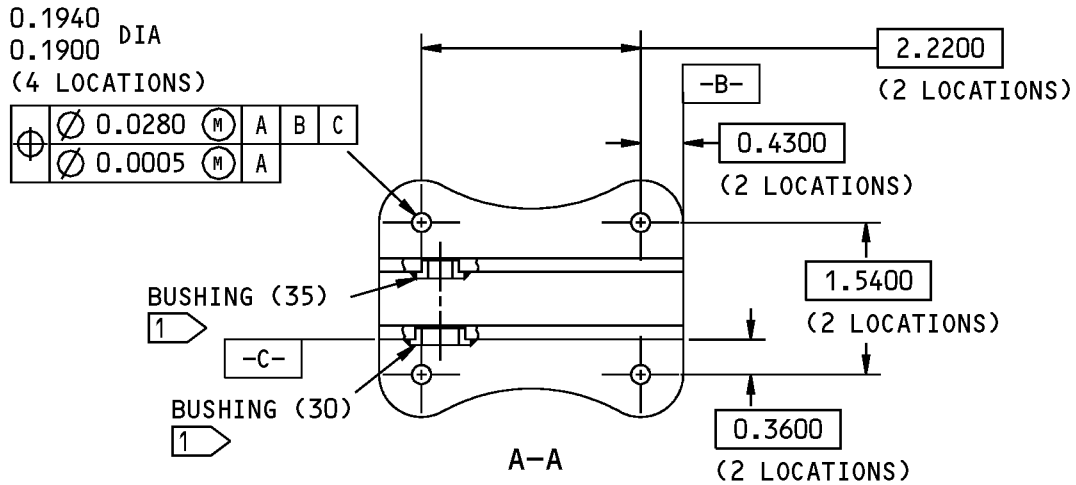 0.1940
0.1900 DIA
(4 LOCATIONS)
⌖ Ø 0.0280 Ⓜ A B C
Ø 0.0005 Ⓜ A
2.2200
(2 LOCATIONS)
-B-
0.4300
(2 LOCATIONS)
1.5400
(2 LOCATIONS)
BUSHING (35)
1
-C-
BUSHING (30)
1
0.3600
(2 LOCATIONS)
A-A